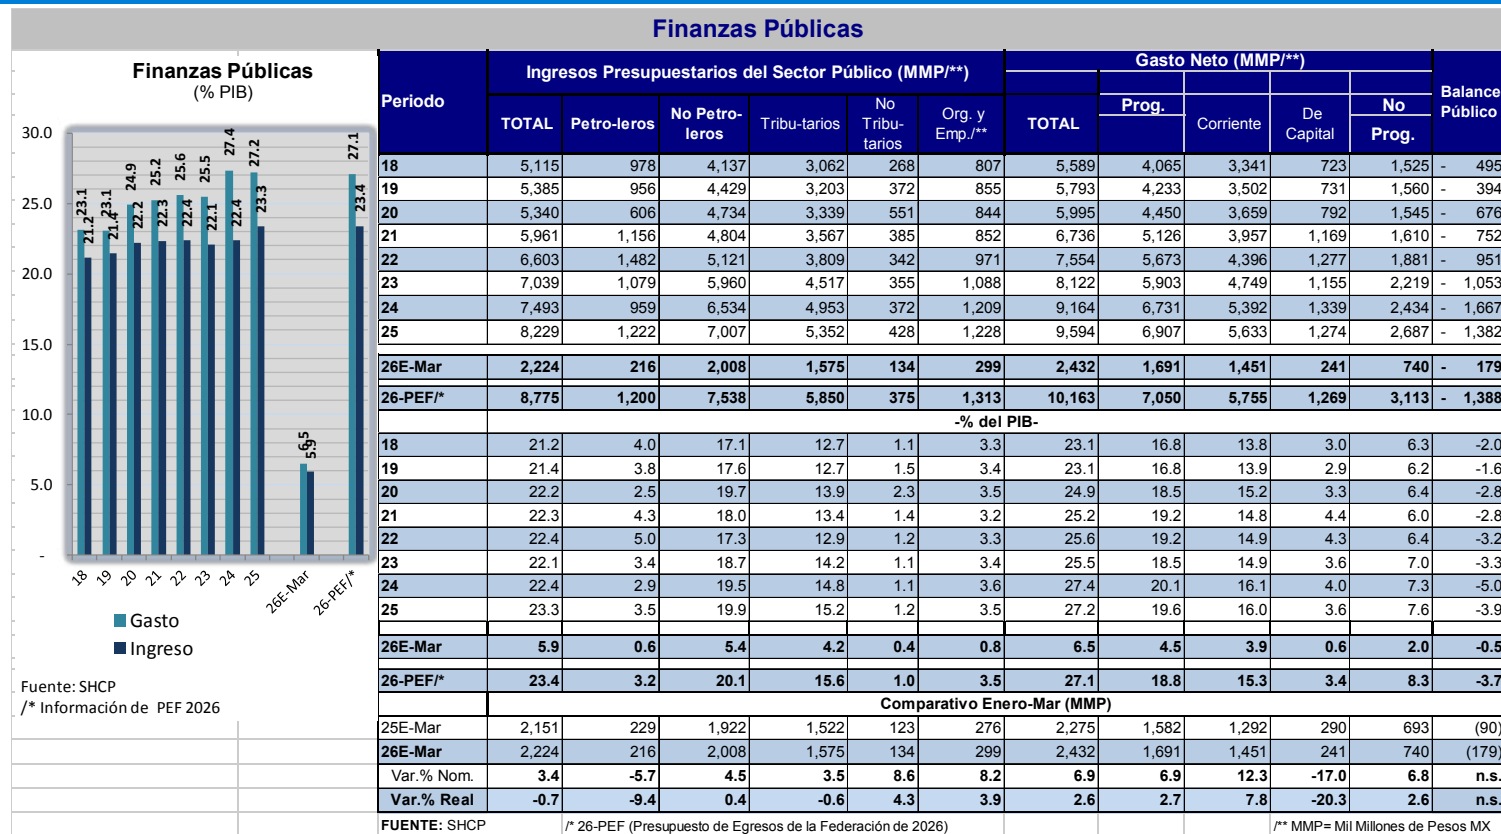 Finanzas Públicas
Finanzas Públicas
(% PIB)
30.0
25.0
20.0
15.0
10.0
5.0
-
23.1 21.2 23.1 21.4 24.9 22.2 25.2 22.3 25.6 22.4 25.5 22.1 27.4 22.4 27.2 23.3 6.5 5.9 27.1 23.4
18 19 20 21 22 23 24 25 26E-Mar 26-PEF/*
Gasto
Ingreso
Fuente: SHCP
/* Información de PEF 2026
Periodo
Ingresos Presupuestarios del Sector Público (MMP/**)
Gasto Neto (MMP/**)
Balance Público
TOTAL Petro-leros No Petro-leros Tribu-tarios No Tribu-tarios Org. y Emp./** TOTAL Prog. Corriente De Capital No Prog.
18 5,115 978 4,137 3,062 268 807 5,589 4,065 3,341 723 1,525 - 495
19 5,385 956 4,429 3,203 372 855 5,793 4,233 3,502 731 1,560 - 394
20 5,340 606 4,734 3,339 551 844 5,995 4,450 3,659 792 1,545 - 676
21 5,961 1,156 4,804 3,567 385 852 6,736 5,126 3,957 1,169 1,610 - 752
22 6,603 1,482 5,121 3,809 342 971 7,554 5,673 4,396 1,277 1,881 - 951
23 7,039 1,079 5,960 4,517 355 1,088 8,122 5,903 4,749 1,155 2,219 - 1,053
24 7,493 959 6,534 4,953 372 1,209 9,164 6,731 5,392 1,339 2,434 - 1,667
25 8,229 1,222 7,007 5,352 428 1,228 9,594 6,907 5,633 1,274 2,687 - 1,382
26E-Mar 2,224 216 2,008 1,575 134 299 2,432 1,691 1,451 241 740 - 179
26-PEF/* 8,775 1,200 7,538 5,850 375 1,313 10,163 7,050 5,755 1,269 3,113 - 1,388
-% del PIB-
18 21.2 4.0 17.1 12.7 1.1 3.3 23.1 16.8 13.8 3.0 6.3 -2.0
19 21.4 3.8 17.6 12.7 1.5 3.4 23.1 16.8 13.9 2.9 6.2 -1.6
20 22.2 2.5 19.7 13.9 2.3 3.5 24.9 18.5 15.2 3.3 6.4 -2.8
21 22.3 4.3 18.0 13.4 1.4 3.2 25.2 19.2 14.8 4.4 6.0 -2.8
22 22.4 5.0 17.3 12.9 1.2 3.3 25.6 19.2 14.9 4.3 6.4 -3.2
23 22.1 3.4 18.7 14.2 1.1 3.4 25.5 18.5 14.9 3.6 7.0 -3.3
24 22.4 2.9 19.5 14.8 1.1 3.6 27.4 20.1 16.1 4.0 7.3 -5.0
25 23.3 3.5 19.9 15.2 1.2 3.5 27.2 19.6 16.0 3.6 7.6 -3.9
26E-Mar 5.9 0.6 5.4 4.2 0.4 0.8 6.5 4.5 3.9 0.6 2.0 -0.5
26-PEF/* 23.4 3.2 20.1 15.6 1.0 3.5 27.1 18.8 15.3 3.4 8.3 -3.7
Comparativo Enero-Mar (MMP)
25E-Mar 2,151 229 1,922 1,522 123 276 2,275 1,582 1,292 290 693 (90)
26E-Mar 2,224 216 2,008 1,575 134 299 2,432 1,691 1,451 241 740 (179)
Var.% Nom. 3.4 -5.7 4.5 3.5 8.6 8.2 6.9 6.9 12.3 -17.0 6.8 n.s.
Var.% Real -0.7 -9.4 0.4 -0.6 4.3 3.9 2.6 2.7 7.8 -20.3 2.6 n.s.
FUENTE: SHCP /* 26-PEF (Presupuesto de Egresos de la Federación de 2026) /** MMP= Mil Millones de Pesos MX